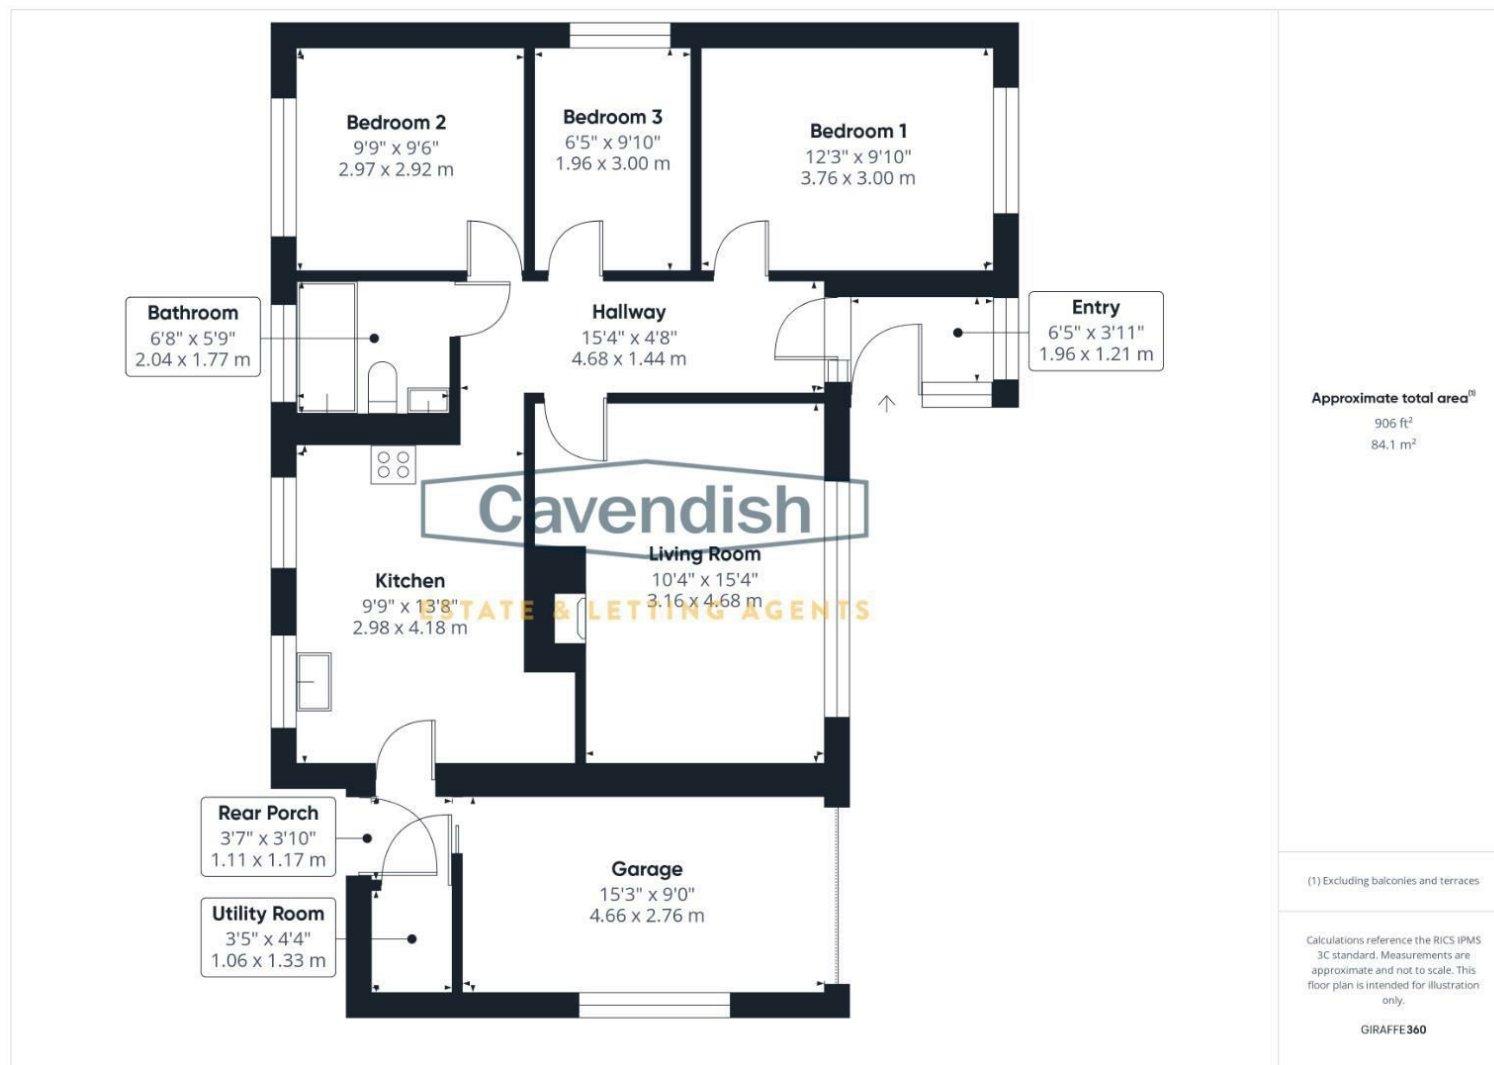 Bedroom 2
9'9" x 9'6"
2.97 x 2.92 m
Bedroom 3
6'5" x 9'10"
1.96 x 3.00 m
Bedroom 1
12'3" x 9'10"
3.76 x 3.00 m
Bathroom
6'8" x 5'9"
2.04 x 1.77 m
Hallway
15'4" x 4'8"
4.68 x 1.44 m
Entry
6'5" x 3'11"
1.96 x 1.21 m
Cavendish
ESTATE & LETTING AGENTS
Living Room
10'4" x 15'4"
3.16 x 4.68 m
Kitchen
9'9" x 13'8"
2.98 x 4.18 m
Rear Porch
3'7" x 3'10"
1.11 x 1.17 m
Utility Room
3'5" x 4'4"
1.06 x 1.33 m
Garage
15'3" x 9'0"
4.66 x 2.76 m
Approximate total area(1)
906 ft²
84.1 m²
(1) Excluding balconies and terraces
Calculations reference the RICS IPMS
3C standard. Measurements are
approximate and not to scale. This
floor plan is intended for illustration
only.
GIRAFFE360